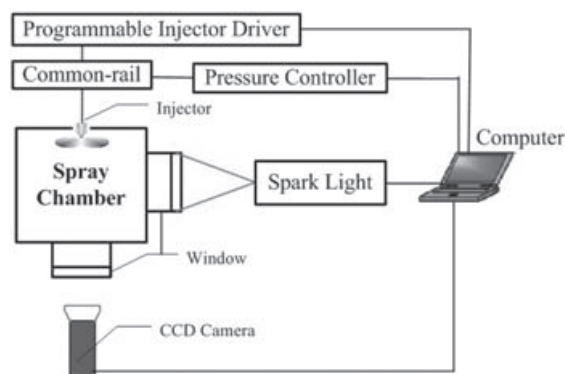 Programmable Injector Driver
Common-rail
Pressure Controller
Injector
Computer
Spray
Chamber
Spark Light
Window
CCD Camera